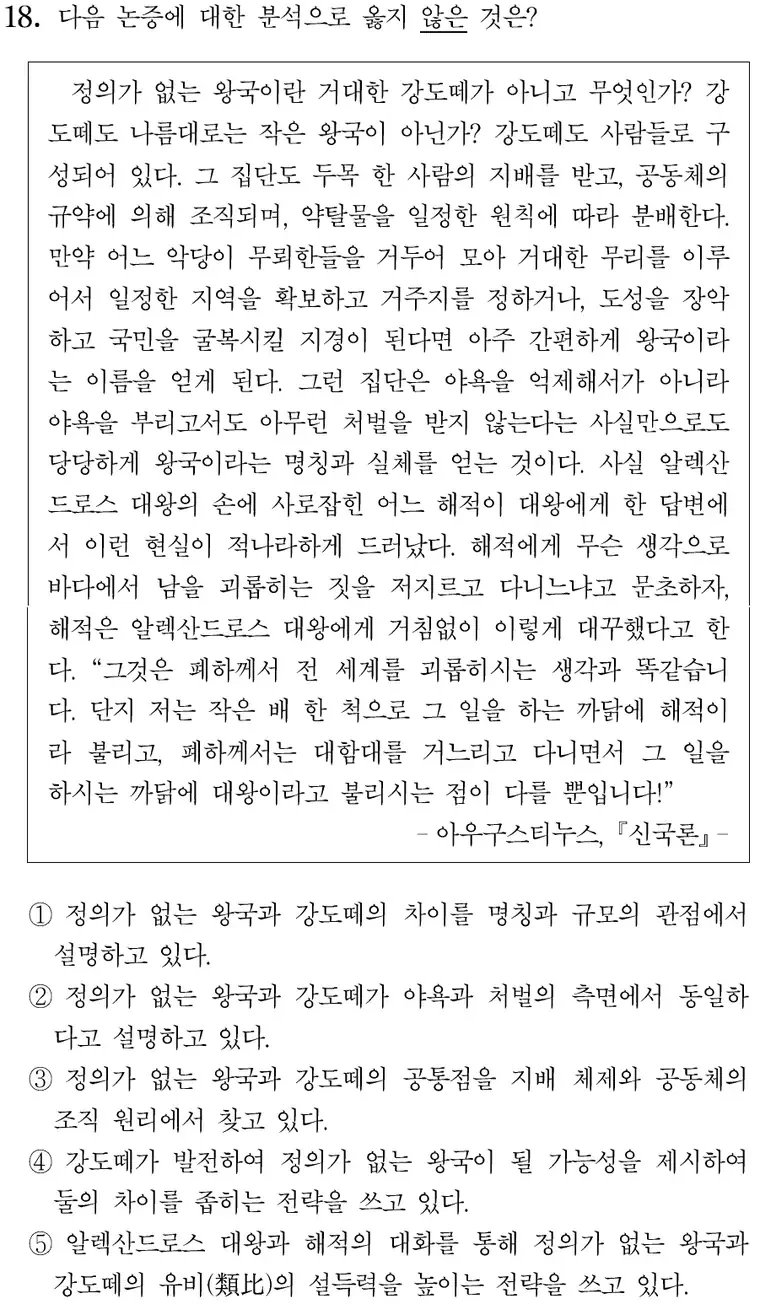 18. 다음 논증에 대한 분석으로 옳지 않은 것은?
정의가 없는 왕국이란 거대한 강도떼가 아니고 무엇인가? 강
도떼도 나름대로는 작은 왕국이 아닌가? 강도떼도 사람들로 구
성되어 있다. 그 집단도 두목 한 사람의 지배를 받고, 공동체의
규약에 의해 조직되며, 약탈물을 일정한 원칙에 따라 분배한다.
만약 어느 악당이 무뢰한들을 거두어 모아 거대한 무리를 이루
어서 일정한 지역을 확보하고 거주지를 정하거나, 도성을 장악
하고 국민을 굴복시킬 지경이 된다면 아주 간편하게 왕국이라
는 이름을 얻게 된다. 그런 집단은 야욕을 억제해서가 아니라
야욕을 부리고서도 아무런 처벌을 받지 않는다는 사실만으로도
당당하게 왕국이라는 명칭과 실체를 얻는 것이다. 사실 알렉산
드로스 대왕의 손에 사로잡힌 어느 해적이 대왕에게 한 답변에
서 이런 현실이 적나라하게 드러났다. 해적에게 무슨 생각으로
바다에서 남을 괴롭히는 짓을 저지르고 다니느냐고 문초하자,
해적은 알렉산드로스 대왕에게 거침없이 이렇게 대꾸했다고 한
다. “그것은 폐하께서 전 세계를 괴롭히시는 생각과 똑같습니
다. 단지 저는 작은 배 한 척으로 그 일을 하는 까닭에 해적이
라 불리고, 폐하께서는 대함대를 거느리고 다니면서 그 일을
하시는 까닭에 대왕이라고 불리시는 점이 다를 뿐입니다!”
- 아우구스티누스, 『신국론』-
① 정의가 없는 왕국과 강도떼의 차이를 명칭과 규모의 관점에서
설명하고 있다.
② 정의가 없는 왕국과 강도떼가 야욕과 처벌의 측면에서 동일하
다고 설명하고 있다.
③ 정의가 없는 왕국과 강도떼의 공통점을 지배 체제와 공동체의
조직 원리에서 찾고 있다.
④ 강도떼가 발전하여 정의가 없는 왕국이 될 가능성을 제시하여
둘의 차이를 좁히는 전략을 쓰고 있다.
⑤ 알렉산드로스 대왕과 해적의 대화를 통해 정의가 없는 왕국과
강도떼의 유비(類比)의 설득력을 높이는 전략을 쓰고 있다.